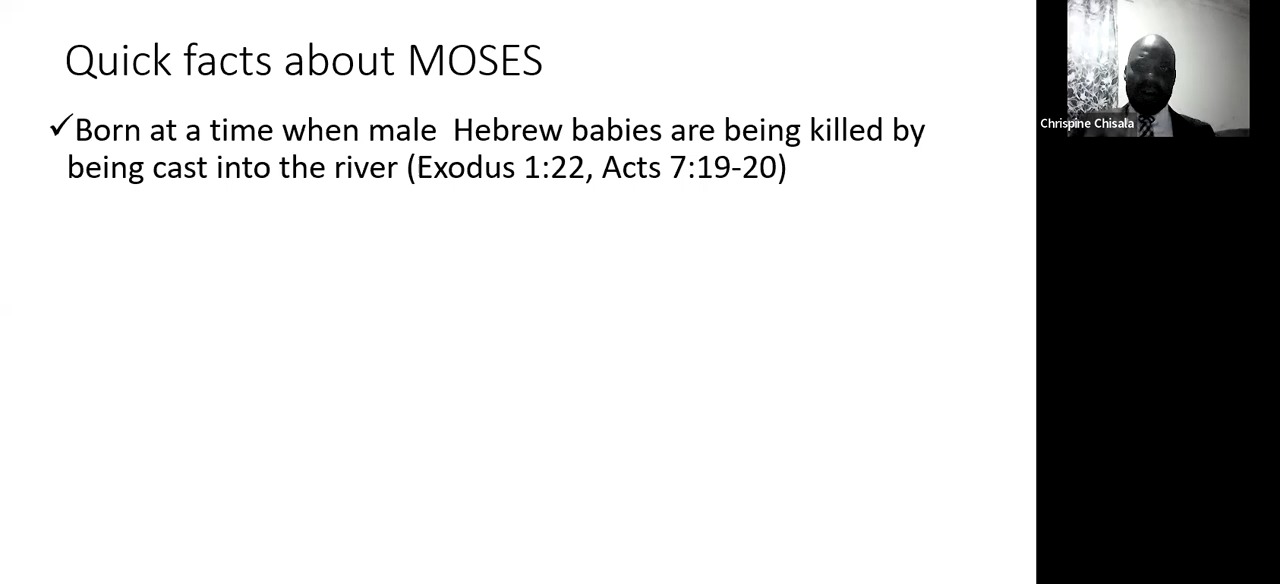 Quick facts about MOSES
✓Born at a time when male  Hebrew babies are being killed by
being cast into the river (Exodus 1:22, Acts 7:19-20)
Chrispine Chisala